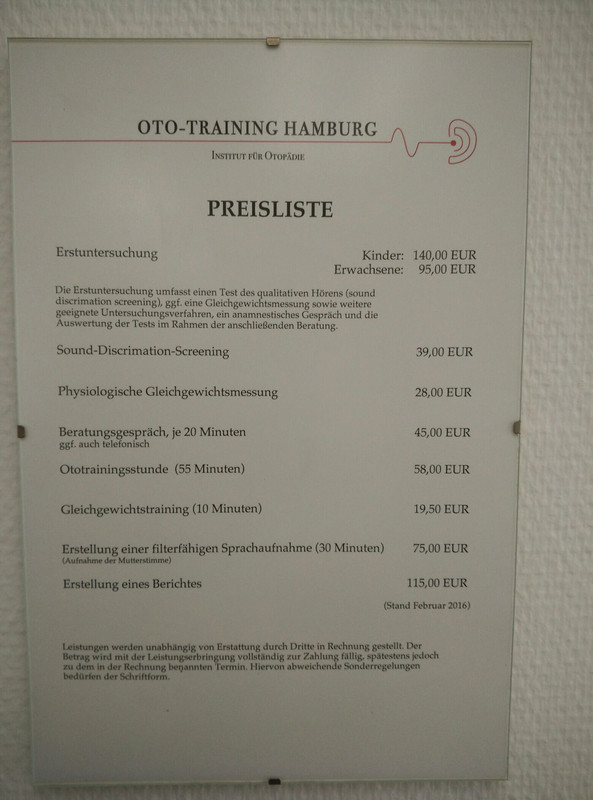 OTO-TRAINING HAMBURG
INSTITUT FÜR OTOPÄDIE
PREISLISTE
Erstuntersuchung Kinder: 140,00 EUR
Erwachsene: 95,00 EUR
Die Erstuntersuchung umfasst einen Test des qualitativen Hörens (sound
discrimation screening), ggf. eine Gleichgewichtsmessung sowie weitere
geeignete Untersuchungsverfahren, ein anamnestisches Gespräch und die
Auswertung der Tests im Rahmen der anschließenden Beratung.
Sound-Discrimation-Screening 39,00 EUR
Physiologische Gleichgewichtsmessung 28,00 EUR
Beratungsgespräch, je 20 Minuten 45,00 EUR
ggf. auch telefonisch
Ototrainingsstunde (55 Minuten) 58,00 EUR
Gleichgewichtstraining (10 Minuten) 19,50 EUR
Erstellung einer filterfähigen Sprachaufnahme (30 Minuten) 75,00 EUR
(Aufnahme der Mutterstimme)
Erstellung eines Berichtes 115,00 EUR
(Stand Februar 2016)
Leistungen werden unabhängig von Erstattung durch Dritte in Rechnung gestellt. Der
Betrag wird mit der Leistungserbringung vollständig zur Zahlung fällig, spätestens jedoch
zu dem in der Rechnung benannten Termin. Hiervon abweichende Sonderregelungen
bedürfen der Schriftform.